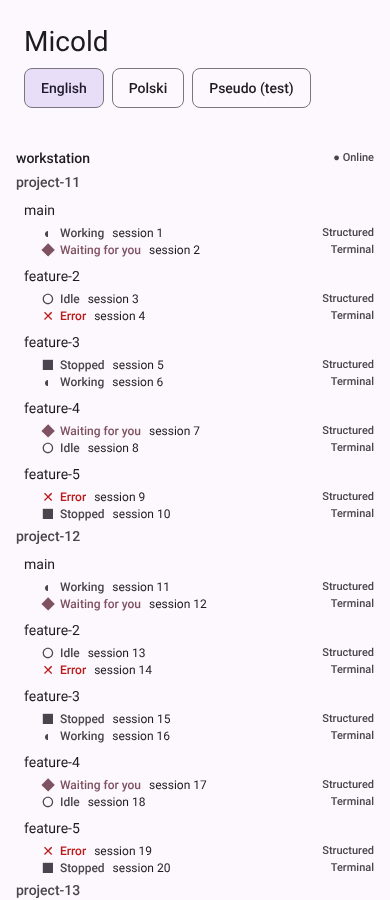 Micold
English Polski Pseudo (test)
workstation ● Online
project-11
main
Working session 1 Structured
Waiting for you session 2 Terminal
feature-2
Idle session 3 Structured
Error session 4 Terminal
feature-3
Stopped session 5 Structured
Working session 6 Terminal
feature-4
Waiting for you session 7 Structured
Idle session 8 Terminal
feature-5
Error session 9 Structured
Stopped session 10 Terminal
project-12
main
Working session 11 Structured
Waiting for you session 12 Terminal
feature-2
Idle session 13 Structured
Error session 14 Terminal
feature-3
Stopped session 15 Structured
Working session 16 Terminal
feature-4
Waiting for you session 17 Structured
Idle session 18 Terminal
feature-5
Error session 19 Structured
Stopped session 20 Terminal
project-13